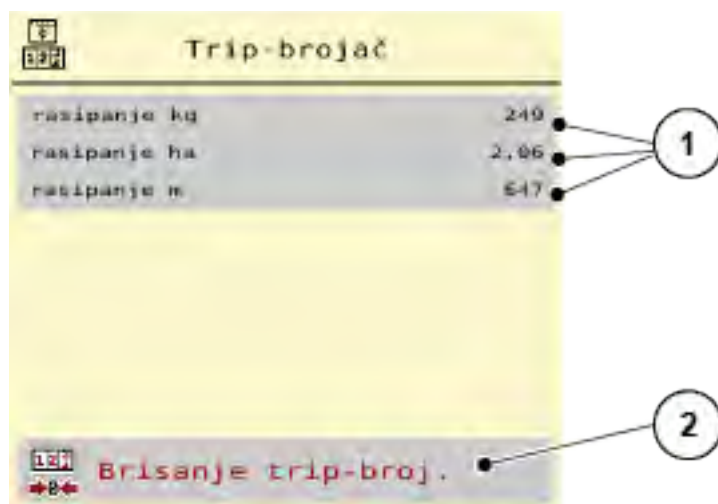 Trip-brojač
rasipanje kg 249
rasipanje ha 2,06
rasipanje m 647
1
2
Brisanje trip-broj.